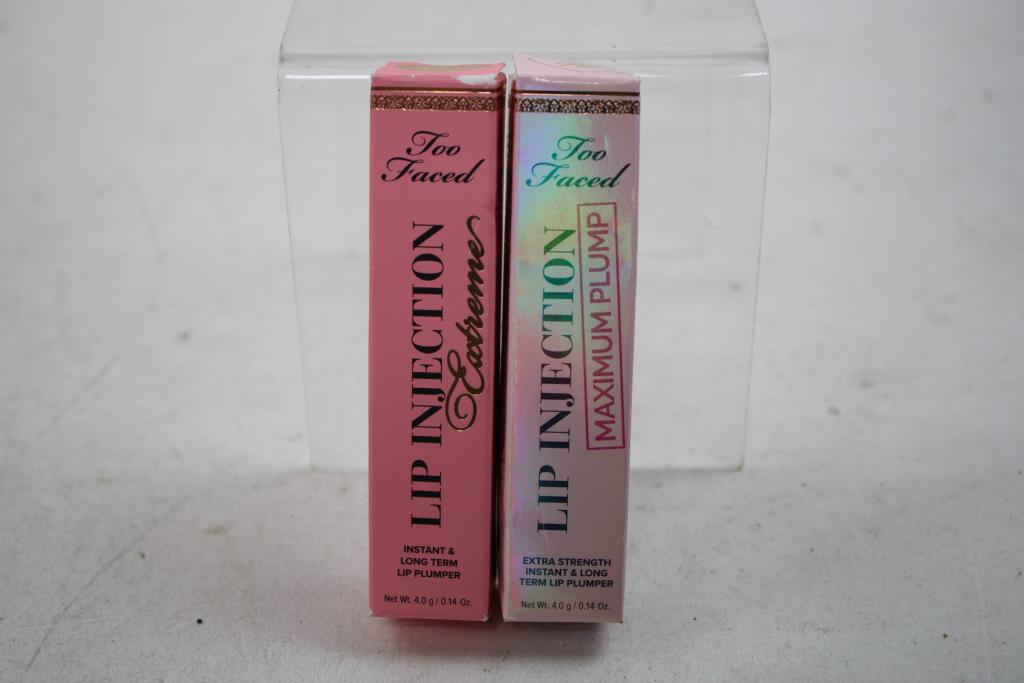 Too
Faced
LIP INJECTION
Extreme
INSTANT &
LONG TERM
LIP PLUMPER
Net Wt. 4.0 g / 0.14 Oz.
Too
Faced
LIP INJECTION
MAXIMUM PLUMP
EXTRA STRENGTH
INSTANT & LONG
TERM LIP PLUMPER
Net Wt. 4.0 g / 0.14 Oz.